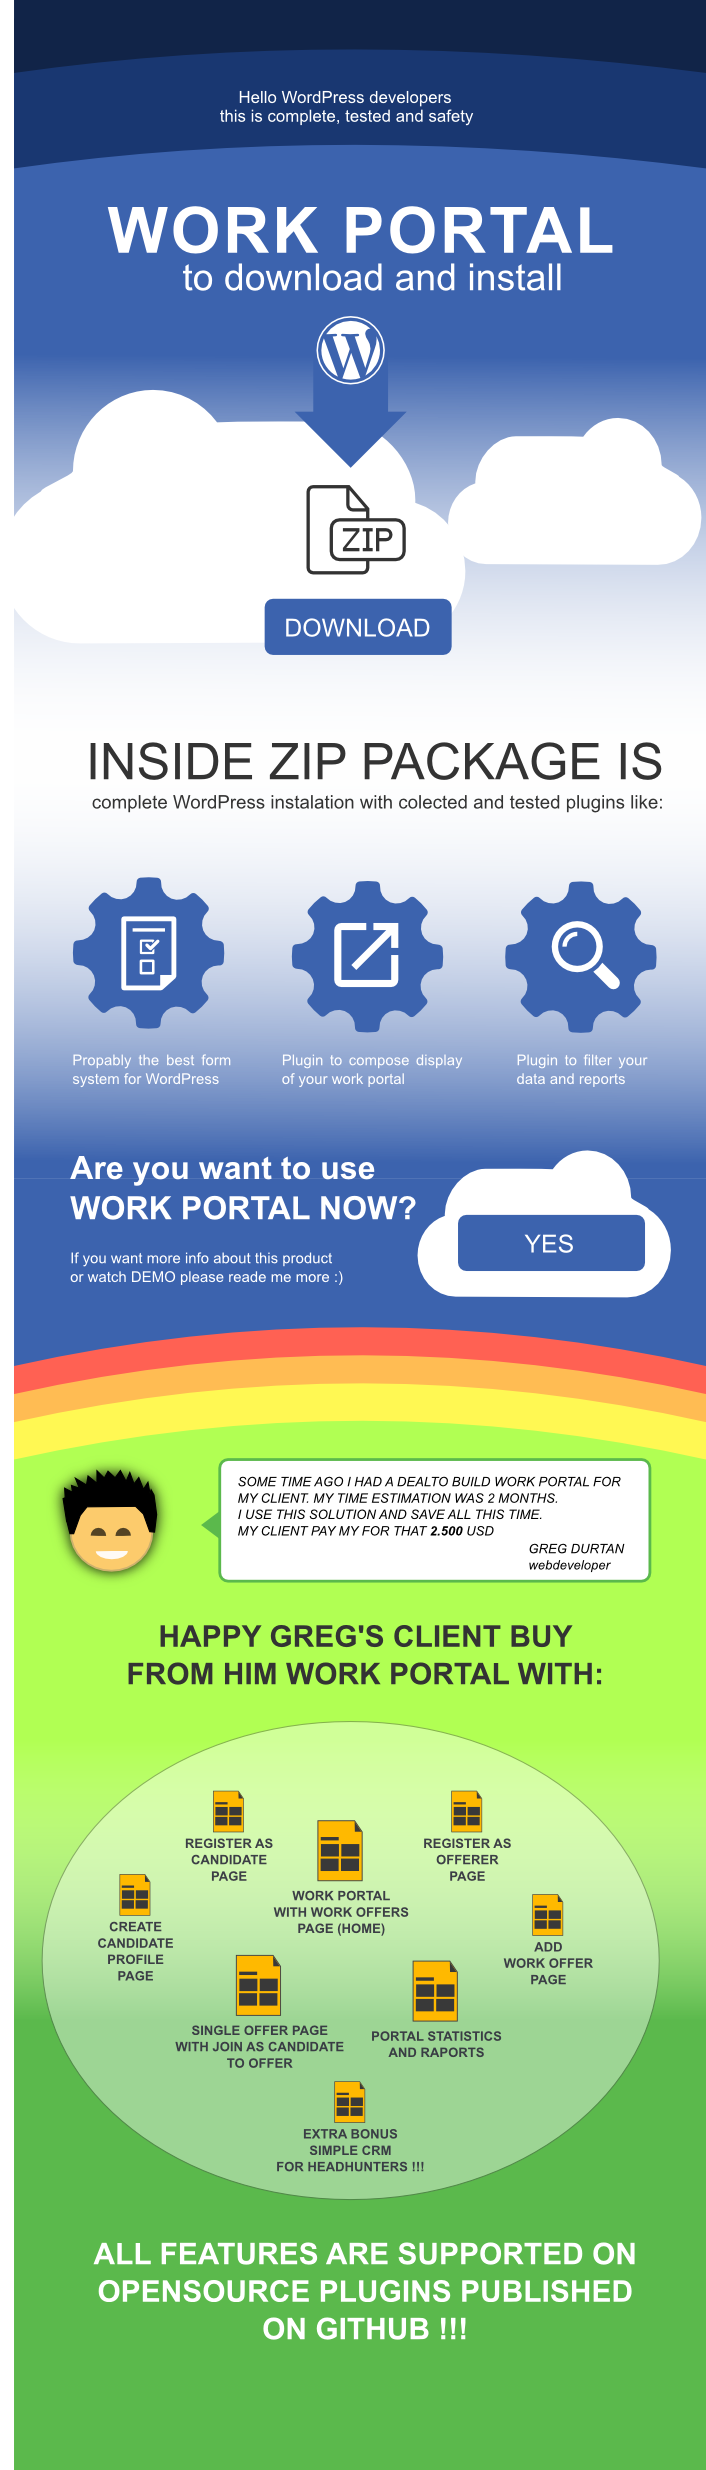 Hello WordPress developers
this is complete, tested and safety
WORK PORTAL
to download and install
ZIP
DOWNLOAD
INSIDE ZIP PACKAGE IS
complete WordPress instalation with colected and tested plugins like:
Propably the best form
system for WordPress
Plugin to compose display
of your work portal
Plugin to filter your
data and reports
Are you want to use
WORK PORTAL NOW?
If you want more info about this product
or watch DEMO please reade me more :)
YES
SOME TIME AGO I HAD A DEALTO BUILD WORK PORTAL FOR
MY CLIENT. MY TIME ESTIMATION WAS 2 MONTHS.
I USE THIS SOLUTION AND SAVE ALL THIS TIME.
MY CLIENT PAY MY FOR THAT 2.500 USD
GREG DURTAN
webdeveloper
HAPPY GREG'S CLIENT BUY
FROM HIM WORK PORTAL WITH:
REGISTER AS
CANDIDATE
PAGE
REGISTER AS
OFFERER
PAGE
WORK PORTAL
WITH WORK OFFERS
PAGE (HOME)
CREATE
CANDIDATE
PROFILE
PAGE
ADD
WORK OFFER
PAGE
SINGLE OFFER PAGE
WITH JOIN AS CANDIDATE
TO OFFER
PORTAL STATISTICS
AND RAPORTS
EXTRA BONUS
SIMPLE CRM
FOR HEADHUNTERS !!!
ALL FEATURES ARE SUPPORTED ON
OPENSOURCE PLUGINS PUBLISHED
ON GITHUB !!!